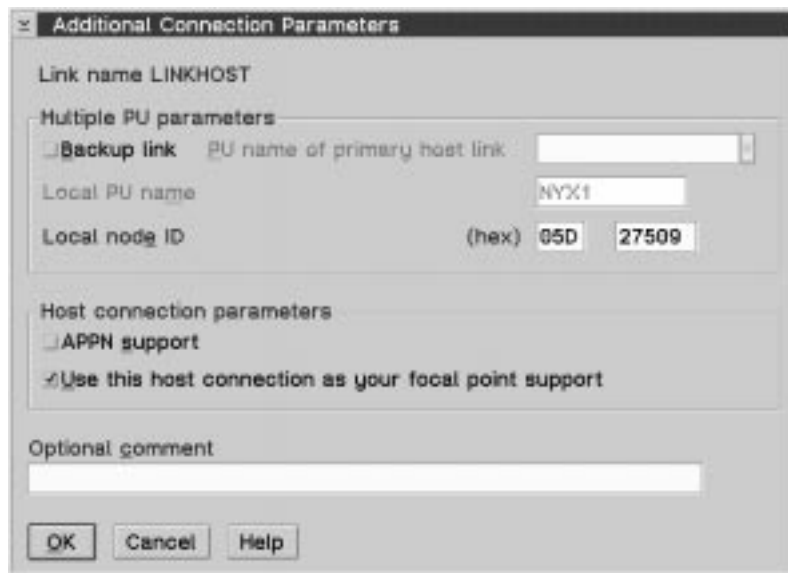 Additional Connection Parameters
Link name LINKHOST
Multiple PU parameters
Backup link PU name of primary host link
Local PU name NYX1
Local node ID (hex) 05D 27509
Host connection parameters
APPN support
Use this host connection as your focal point support
Optional comment
OK Cancel Help